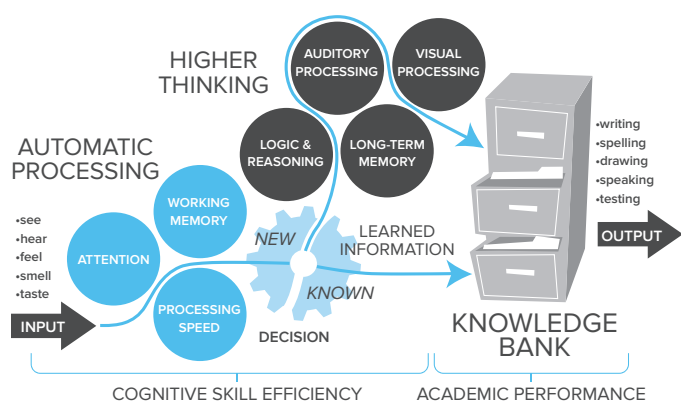 HIGHER
THINKING
AUDITORY
PROCESSING
VISUAL
PROCESSING
LOGIC &
REASONING
LONG-TERM
MEMORY
AUTOMATIC
PROCESSING
•see
•hear
•feel
•smell
•taste
INPUT
ATTENTION
WORKING
MEMORY
PROCESSING
SPEED
NEW
KNOWN
DECISION
LEARNED
INFORMATION
•writing
•spelling
•drawing
•speaking
•testing
OUTPUT
KNOWLEDGE
BANK
COGNITIVE SKILL EFFICIENCY
ACADEMIC PERFORMANCE